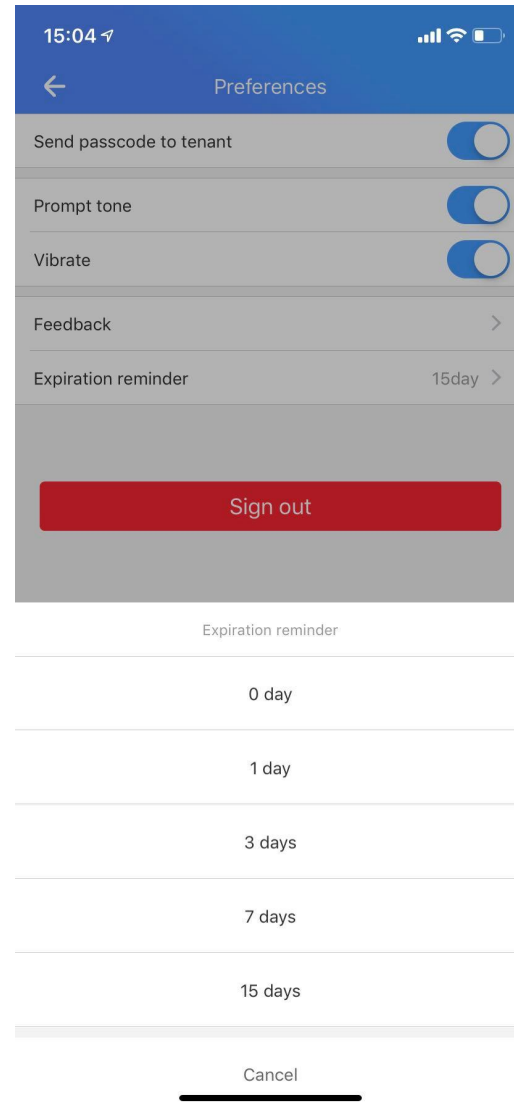 15:04
Preferences
Send passcode to tenant
Prompt tone
Vibrate
Feedback
Expiration reminder 15day
Sign out
Expiration reminder
0 day
1 day
3 days
7 days
15 days
Cancel